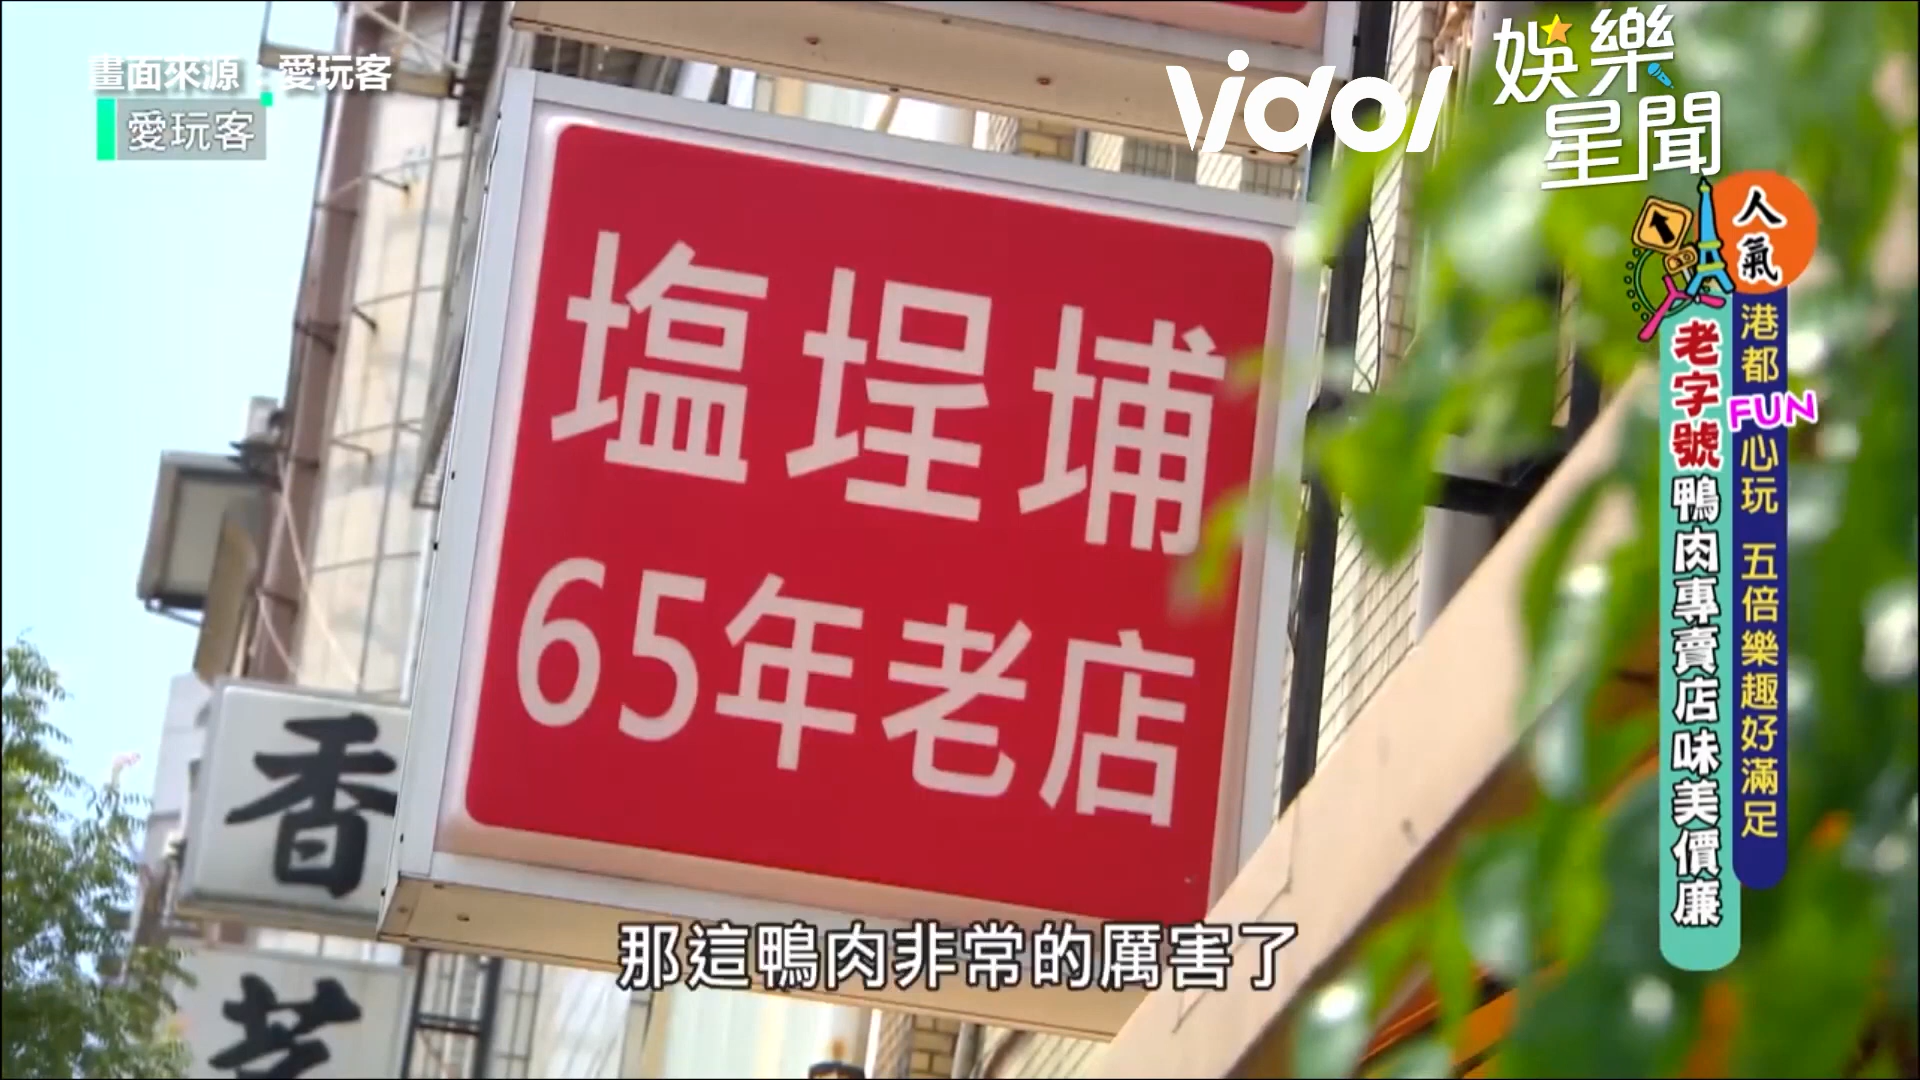 畫面來源：愛玩客
愛玩客
Vidol
娛樂
星聞
人氣
港都FUN心玩 五倍樂趣好滿足
老字號鴨肉專賣店味美價廉
塩埕埔
65年老店
香
那這鴨肉非常的厲害了